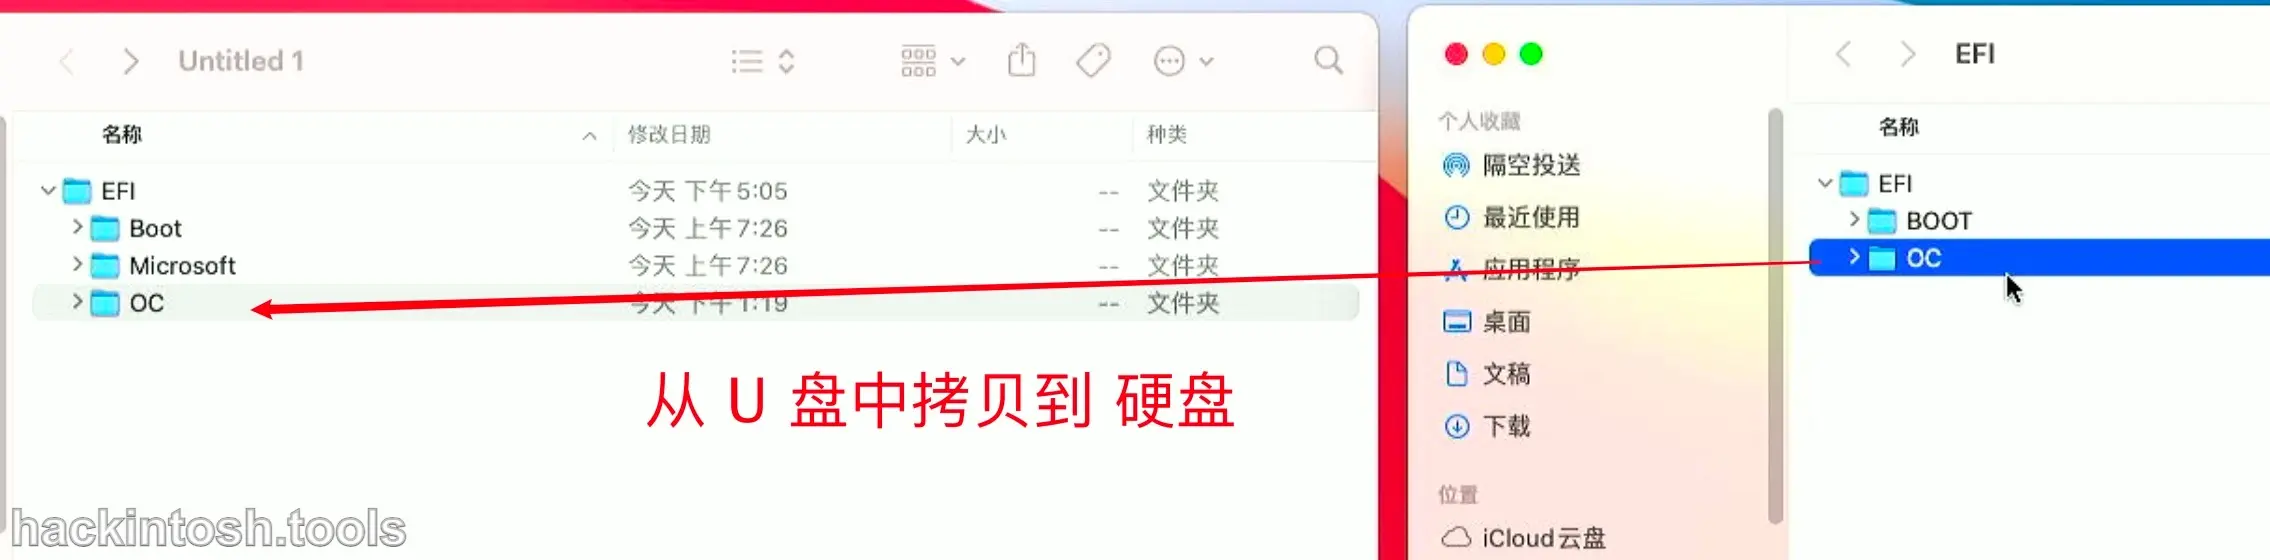 Untitled 1
名称 修改日期 大小 种类
EFI 今天 下午5:05 -- 文件夹
Boot 今天 上午7:26 -- 文件夹
Microsoft 今天 上午7:26 -- 文件夹
OC 今天 下午1:19 -- 文件夹
从 U 盘中拷贝到 硬盘
hackintosh.tools
个人收藏
隔空投送
最近使用
应用程序
桌面
文稿
下载
位置
iCloud云盘
EFI
名称
EFI
BOOT
OC